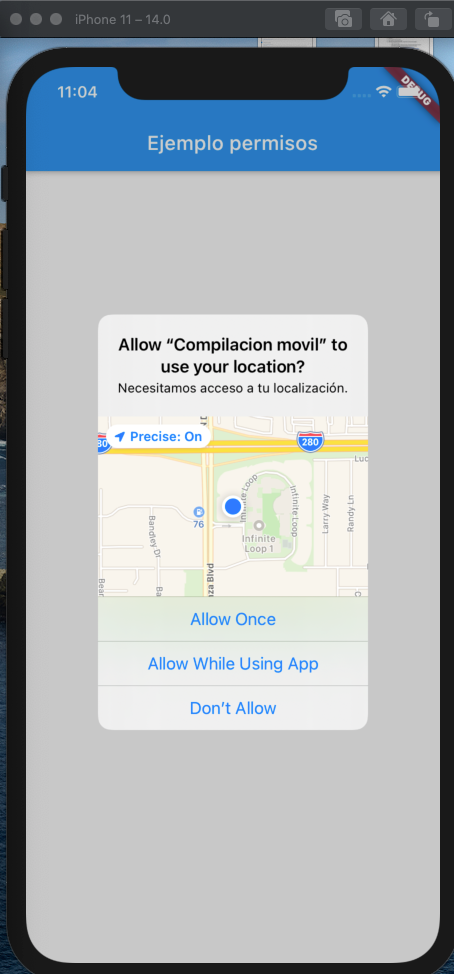 iPhone 11 – 14.0
11:04
DEBUG
Ejemplo permisos
Allow “Compilacion movil” to
use your location?
Necesitamos acceso a tu localización.
Precise: On
280
Infinite Loop
Infinite Loop
Larry Way
Randy Ln
76
Bandley Dr
Infinite
Loop 1
Allow Once
Allow While Using App
Don’t Allow